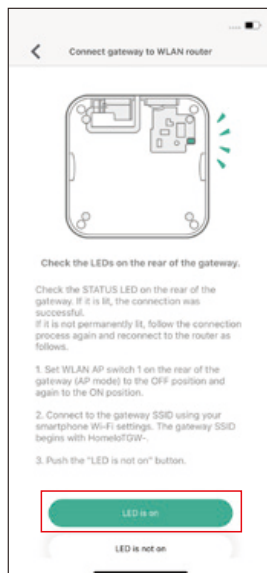 Connect gateway to WLAN router
Check the LEDs on the rear of the gateway.
Check the STATUS LED on the rear of the
gateway. If it is lit, the connection was
successful.
If it is not permanently lit, follow the connection
process again and reconnect to the router as
follows.
1. Set WLAN AP switch 1 on the rear of the
gateway (AP mode) to the OFF position and
again to the ON position.
2. Connect to the gateway SSID using your
smartphone Wi-Fi settings. The gateway SSID
begins with HomeIoTGW-.
3. Push the "LED is not on" button.
LED is on
LED is not on